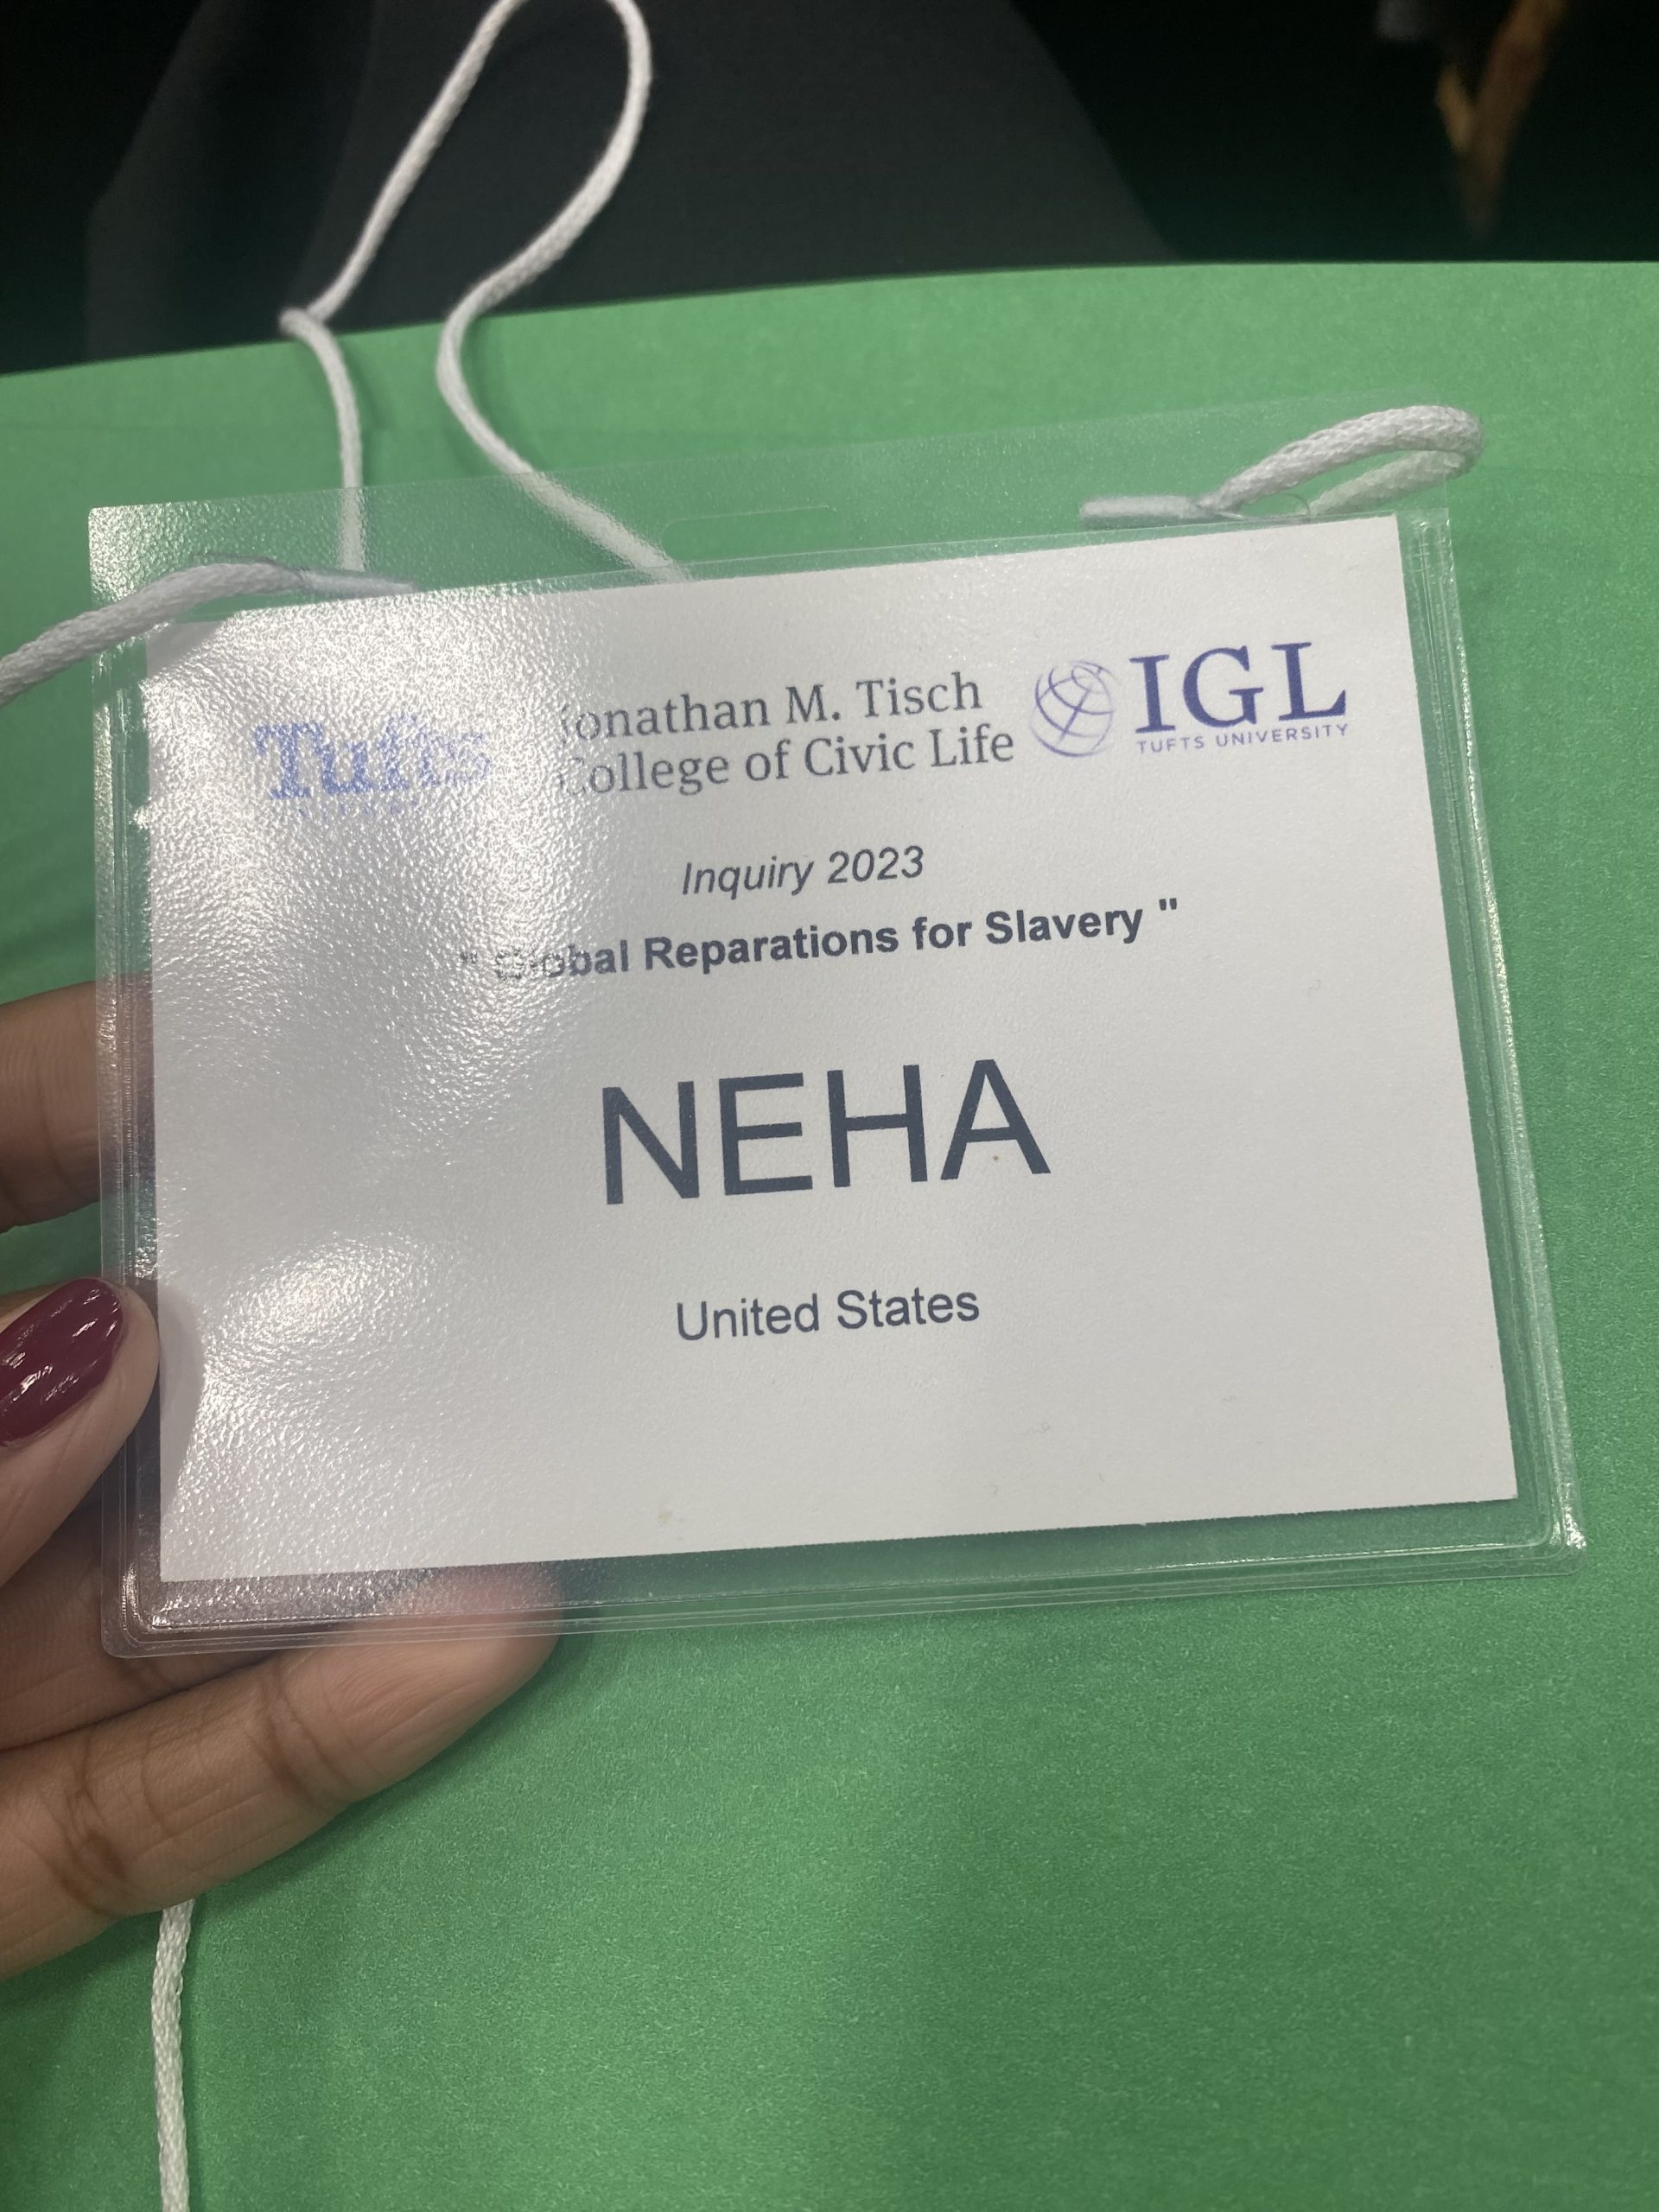 Tufts
Jonathan M. Tisch
College of Civic Life
IGL
TUFTS UNIVERSITY
Inquiry 2023
" Global Reparations for Slavery "
NEHA
United States